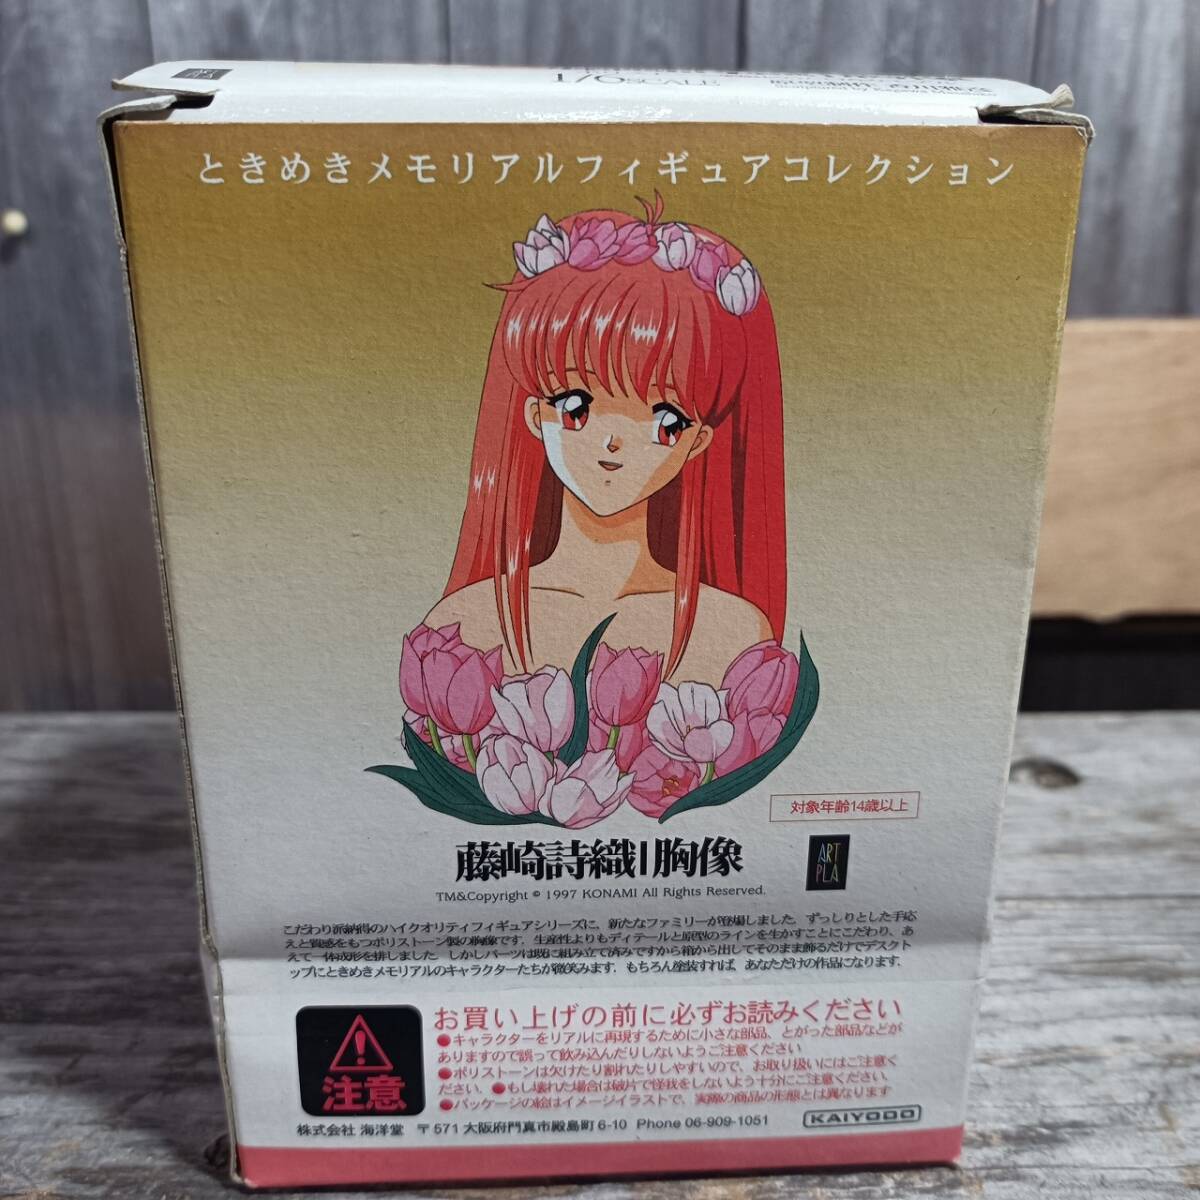 ART PLA
1/6 SCALE
ときめきメモリアルフィギュアコレクション
対象年齢14歳以上
藤崎詩織 胸像
ART
PLA
TM&Copyright © 1997 KONAMI All Rights Reserved.
こだわり派納得のハイクオリティフィギュアシリーズに、新たなファミリーが登場しました。ずっしりとした手応
えと質感をもつポリストーン製の胸像です。生産性よりもディテールと原型のラインを生かすことにこだわり、あ
えて一体成形を排しました。しかしパーツは既に組み立て済みですから箱から出してそのまま飾るだけでデスクト
ップにときめきメモリアルのキャラクターたちが微笑みます。もちろん塗装すれば、あなただけの作品になります。
お買い上げの前に必ずお読みください
●キャラクターをリアルに再現するために小さな部品、とがった部品などが
ありますので誤って飲み込んだりしないようご注意ください
●ポリストーンは欠けたり割れたりしやすいので、お取り扱いにはご注意く
ださい。●もし壊れた場合は破片で怪我をしないよう十分にご注意ください。
●パッケージの絵はイメージイラストで、実際の商品の形態とは異なります
注意
株式会社 海洋堂 〒571 大阪府門真市殿島町6-10 Phone 06-909-1051
KAIYODO